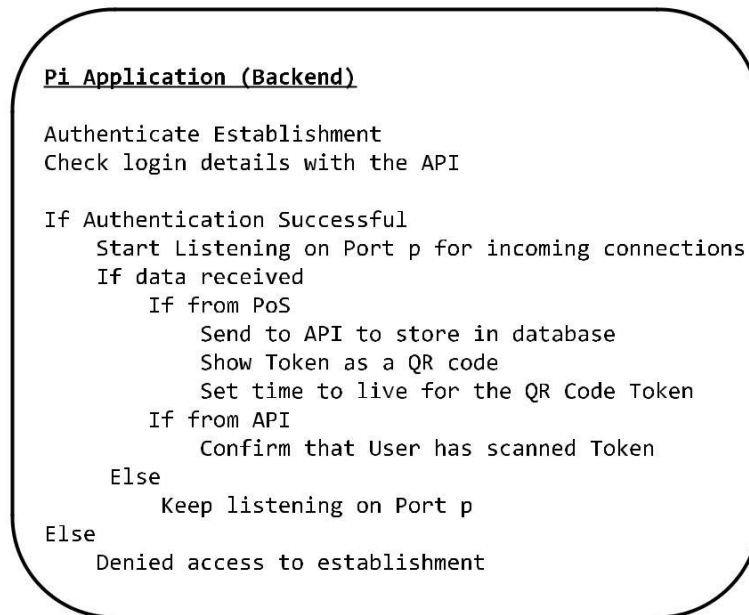 Pi Application (Backend)
Authenticate Establishment
Check login details with the API
If Authentication Successful
Start Listening on Port p for incoming connections
If data received
If from PoS
Send to API to store in database
Show Token as a QR code
Set time to live for the QR Code Token
If from API
Confirm that User has scanned Token
Else
Keep listening on Port p
Else
Denied access to establishment